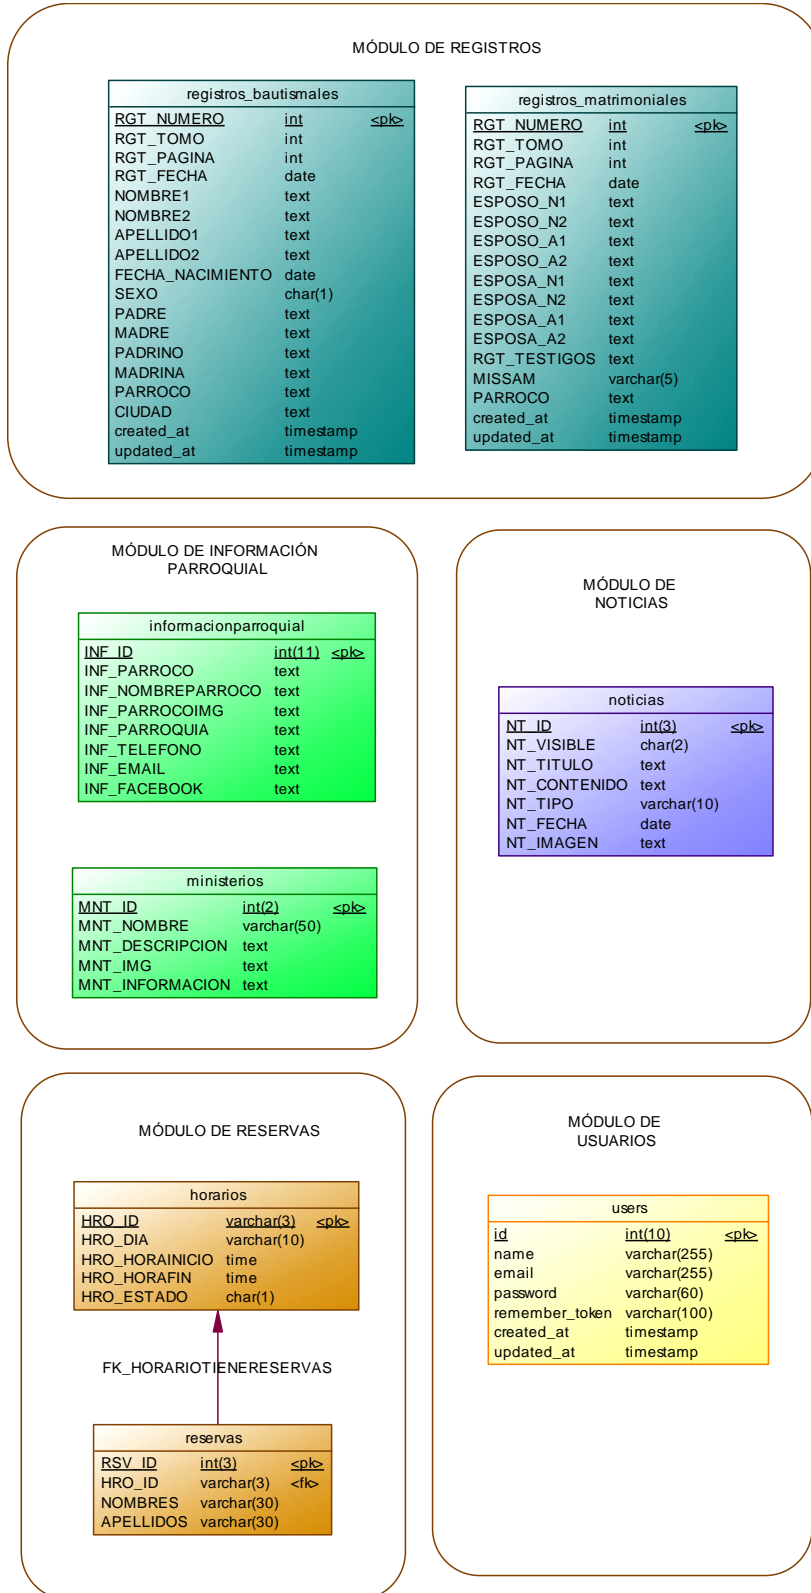 MÓDULO DE REGISTROS
registros_bautismales
RGT_NUMERO int <pk>
RGT_TOMO int
RGT_PAGINA int
RGT_FECHA date
NOMBRE1 text
NOMBRE2 text
APELLIDO1 text
APELLIDO2 text
FECHA_NACIMIENTO date
SEXO char(1)
PADRE text
MADRE text
PADRINO text
MADRINA text
PARROCO text
CIUDAD text
created_at timestamp
updated_at timestamp
registros_matrimoniales
RGT_NUMERO int <pk>
RGT_TOMO int
RGT_PAGINA int
RGT_FECHA date
ESPOSO_N1 text
ESPOSO_N2 text
ESPOSO_A1 text
ESPOSO_A2 text
ESPOSA_N1 text
ESPOSA_N2 text
ESPOSA_A1 text
ESPOSA_A2 text
RGT_TESTIGOS text
MISSAM varchar(5)
PARROCO text
created_at timestamp
updated_at timestamp
MÓDULO DE INFORMACIÓN
PARROQUIAL
informacionparroquial
INF_ID int(11) <pk>
INF_PARROCO text
INF_NOMBREPARROCO text
INF_PARROCOIMG text
INF_PARROQUIA text
INF_TELEFONO text
INF_EMAIL text
INF_FACEBOOK text
ministerios
MNT_ID int(2) <pk>
MNT_NOMBRE varchar(50)
MNT_DESCRIPCION text
MNT_IMG text
MNT_INFORMACION text
MÓDULO DE
NOTICIAS
noticias
NT_ID int(3) <pk>
NT_VISIBLE char(2)
NT_TITULO text
NT_CONTENIDO text
NT_TIPO varchar(10)
NT_FECHA date
NT_IMAGEN text
MÓDULO DE RESERVAS
horarios
HRO_ID varchar(3) <pk>
HRO_DIA varchar(10)
HRO_HORAINICIO time
HRO_HORAFIN time
HRO_ESTADO char(1)
FK_HORARIOTIENERESERVAS
reservas
RSV_ID int(3) <pk>
HRO_ID varchar(3) <fk>
NOMBRES varchar(30)
APELLIDOS varchar(30)
MÓDULO DE
USUARIOS
users
id int(10) <pk>
name varchar(255)
email varchar(255)
password varchar(60)
remember_token varchar(100)
created_at timestamp
updated_at timestamp